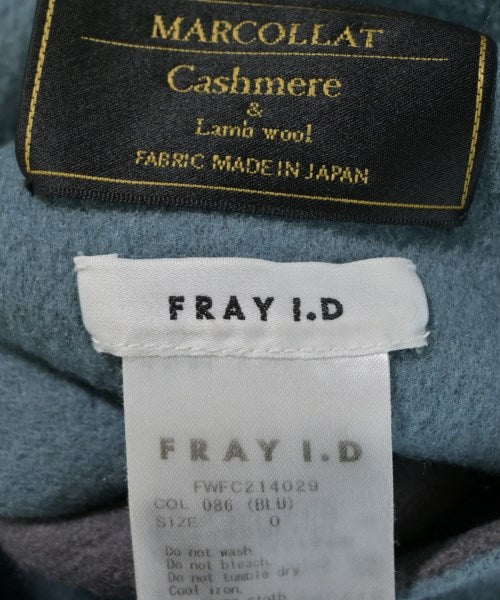 MARCOLLAT
Cashmere
&
Lamb wool
FABRIC MADE IN JAPAN
FRAY I.D
FRAY I.D
FWFC214029
COL 086 (BLU)
SIZE 0
Do not wash.
Do not bleach.
Do not tumble dry.
Cool iron.
cloth